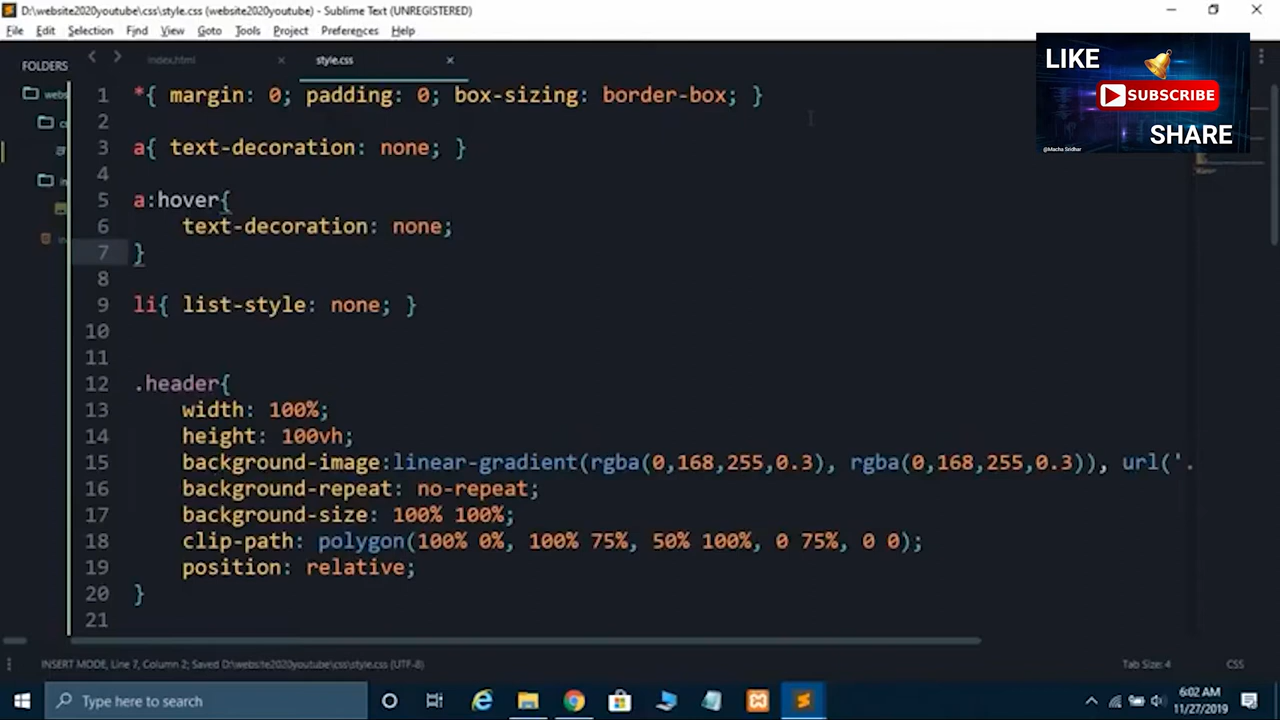 D:\website2020youtube\css\style.css (website2020youtube) - Sublime Text (UNREGISTERED)
File Edit Selection Find View Goto Tools Project Preferences Help
FOLDERS
index.html
style.css
LIKE
SUBSCRIBE
SHARE
@Macha Sridhar
webs
1 *{ margin: 0; padding: 0; box-sizing: border-box; }
2
3 a{ text-decoration: none; }
4
5 a:hover{
6 text-decoration: none;
7 }
8
9 li{ list-style: none; }
10
11
12 .header{
13 width: 100%;
14 height: 100vh;
15 background-image:linear-gradient(rgba(0,168,255,0.3), rgba(0,168,255,0.3)), url('.
16 background-repeat: no-repeat;
17 background-size: 100% 100%;
18 clip-path: polygon(100% 0%, 100% 75%, 50% 100%, 0 75%, 0 0);
19 position: relative;
20 }
21
INSERT MODE, Line 7, Column 2; Saved D:\website2020youtube\css\style.css (UTF-8)
Tab Size: 4
CSS
Type here to search
6:02 AM
11/27/2019